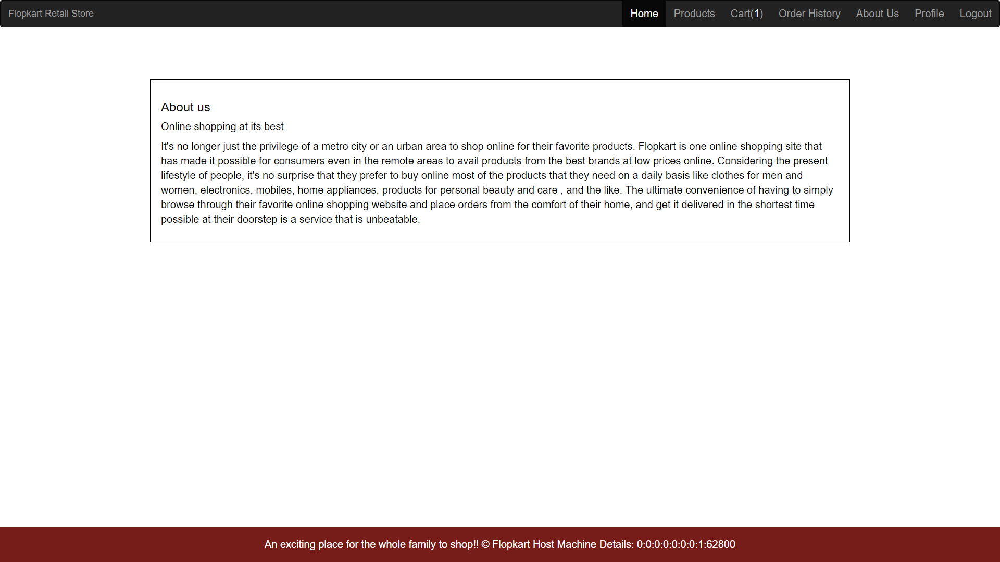 Flopkart Retail Store Home Products Cart(1) Order History About Us Profile Logout
About us
Online shopping at its best
It's no longer just the privilege of a metro city or an urban area to shop online for their favorite products. Flopkart is one online shopping site that
has made it possible for consumers even in the remote areas to avail products from the best brands at low prices online. Considering the present
lifestyle of people, it's no surprise that they prefer to buy online most of the products that they need on a daily basis like clothes for men and
women, electronics, mobiles, home appliances, products for personal beauty and care , and the like. The ultimate convenience of having to simply
browse through their favorite online shopping website and place orders from the comfort of their home, and get it delivered in the shortest time
possible at their doorstep is a service that is unbeatable.
An exciting place for the whole family to shop!! © Flopkart Host Machine Details: 0:0:0:0:0:0:0:1:62800